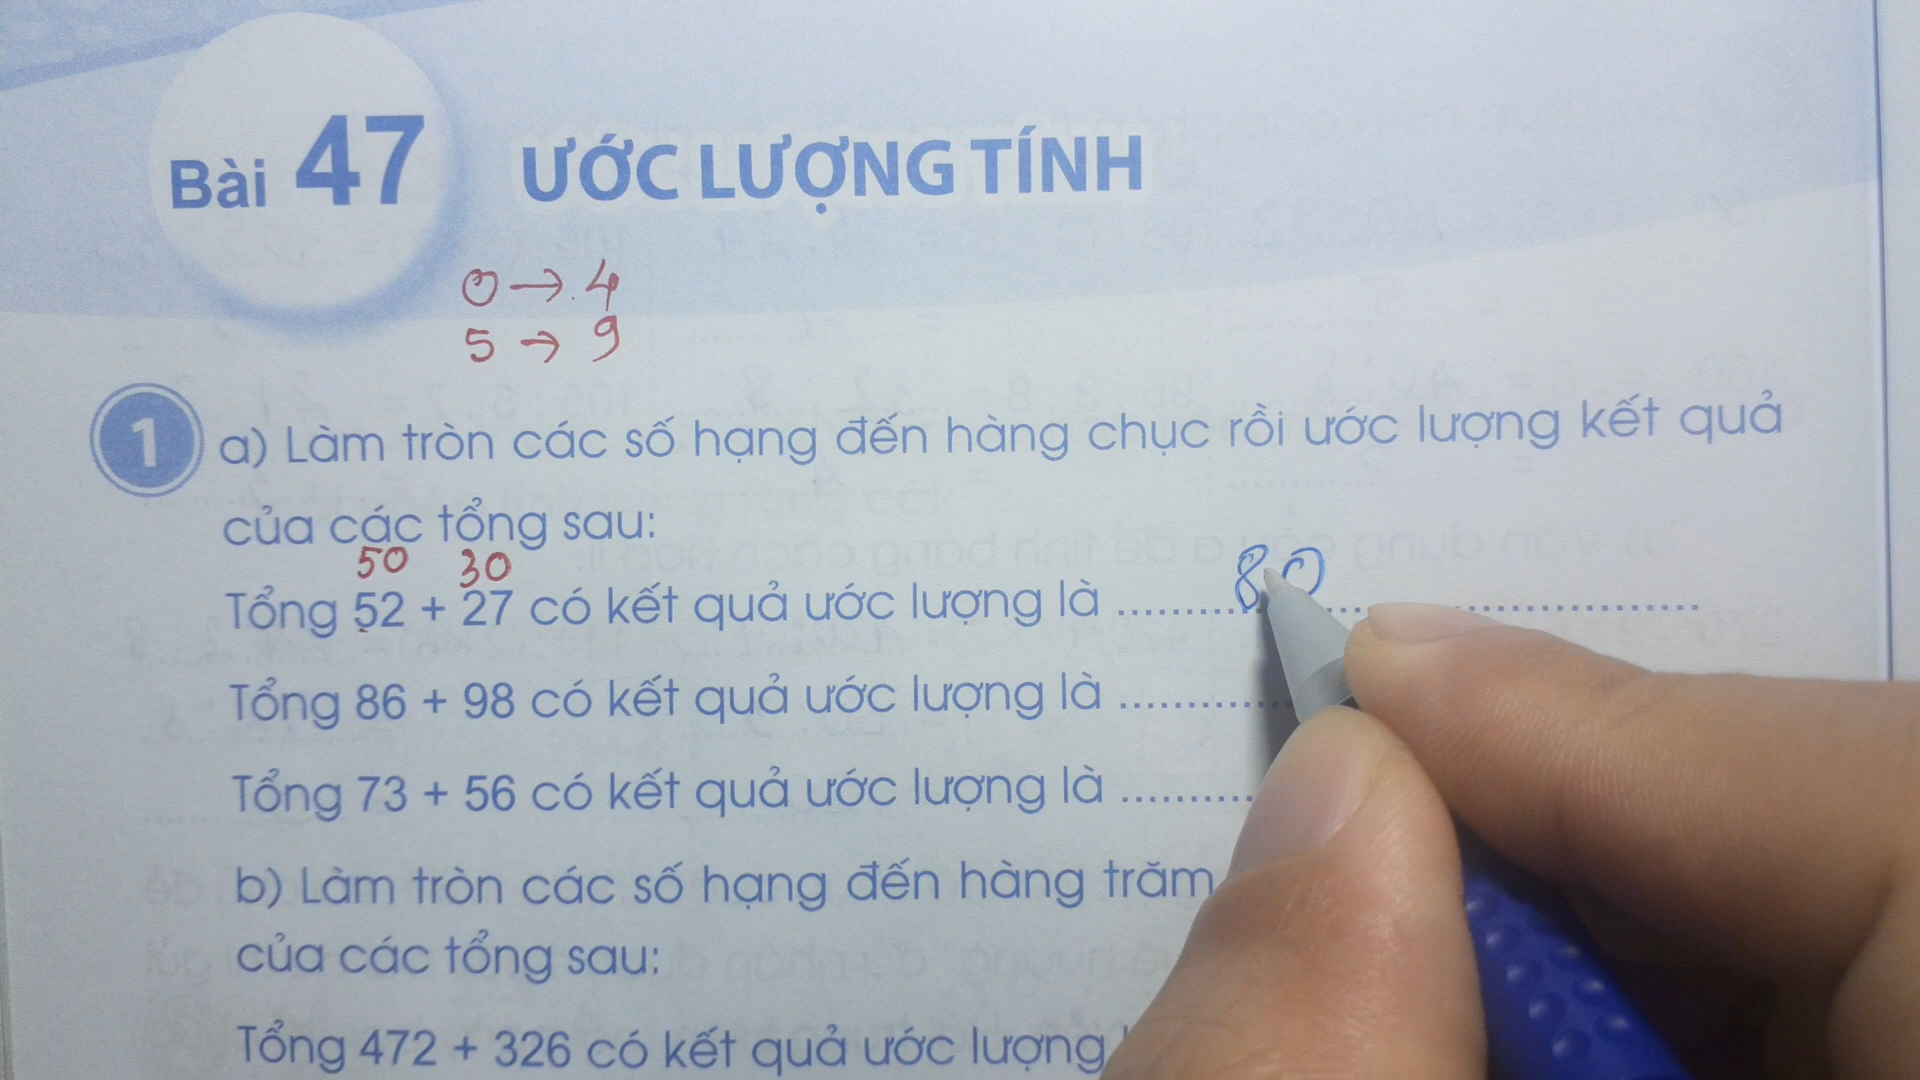 Bài 47 ƯỚC LƯỢNG TÍNH
0 → 4
5 → 9
1 a) Làm tròn các số hạng đến hàng chục rồi ước lượng kết quả
của các tổng sau:
50 30 80
Tổng 52 + 27 có kết quả ước lượng là ....................
Tổng 86 + 98 có kết quả ước lượng là ..........
Tổng 73 + 56 có kết quả ước lượng là ..........
b) Làm tròn các số hạng đến hàng trăm
của các tổng sau:
Tổng 472 + 326 có kết quả ước lượng